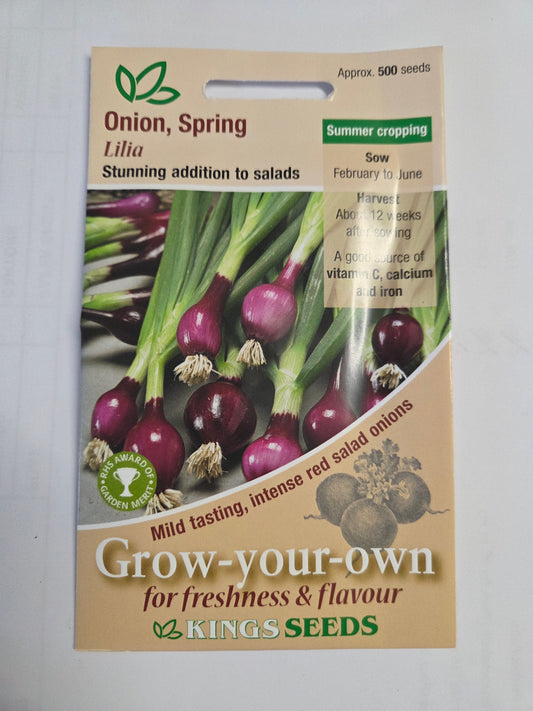 Approx. 500 seeds
Onion, Spring
Lilia
Stunning addition to salads
Summer cropping
Sow
February to June
Harvest
About 12 weeks
after sowing
A good source of
vitamin C, calcium
and iron
RHS AWARD OF
GARDEN MERIT
Mild tasting, intense red salad onions
Grow-your-own
for freshness & flavour
KINGS SEEDS